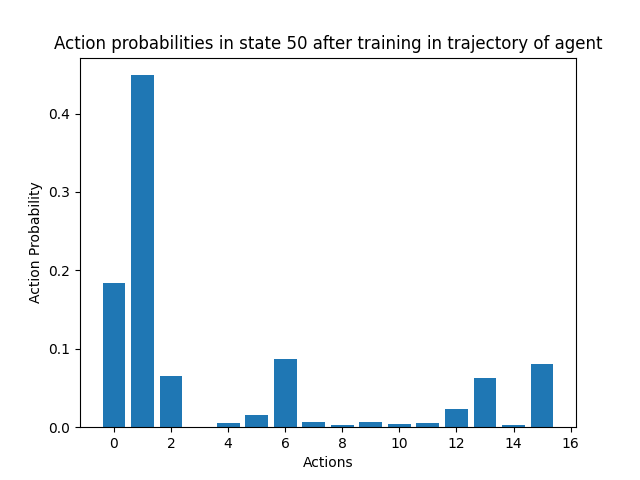 Action probabilities in state 50 after training in trajectory of agent
0.4
0.3
0.2
0.1
0.0
Action Probability
0 2 4 6 8 10 12 14 16
Actions